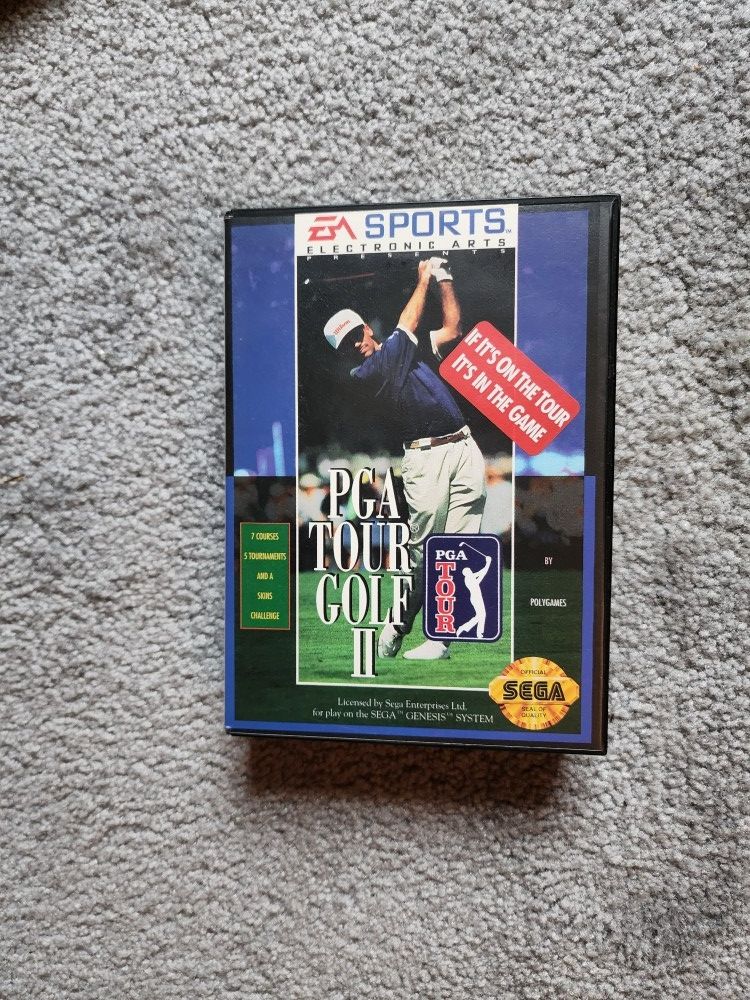 EA SPORTS™
ELECTRONIC ARTS
PRESENTS
Wilson
IF IT'S ON THE TOUR
IT'S IN THE GAME
PGA
TOUR®
GOLF
II
7 COURSES
5 TOURNAMENTS
AND A
SKINS
CHALLENGE
PGA
TOUR
BY
POLYGAMES
OFFICIAL
SEGA
SEAL OF
QUALITY
Licensed by Sega Enterprises Ltd.
for play on the SEGA™ GENESIS™ SYSTEM